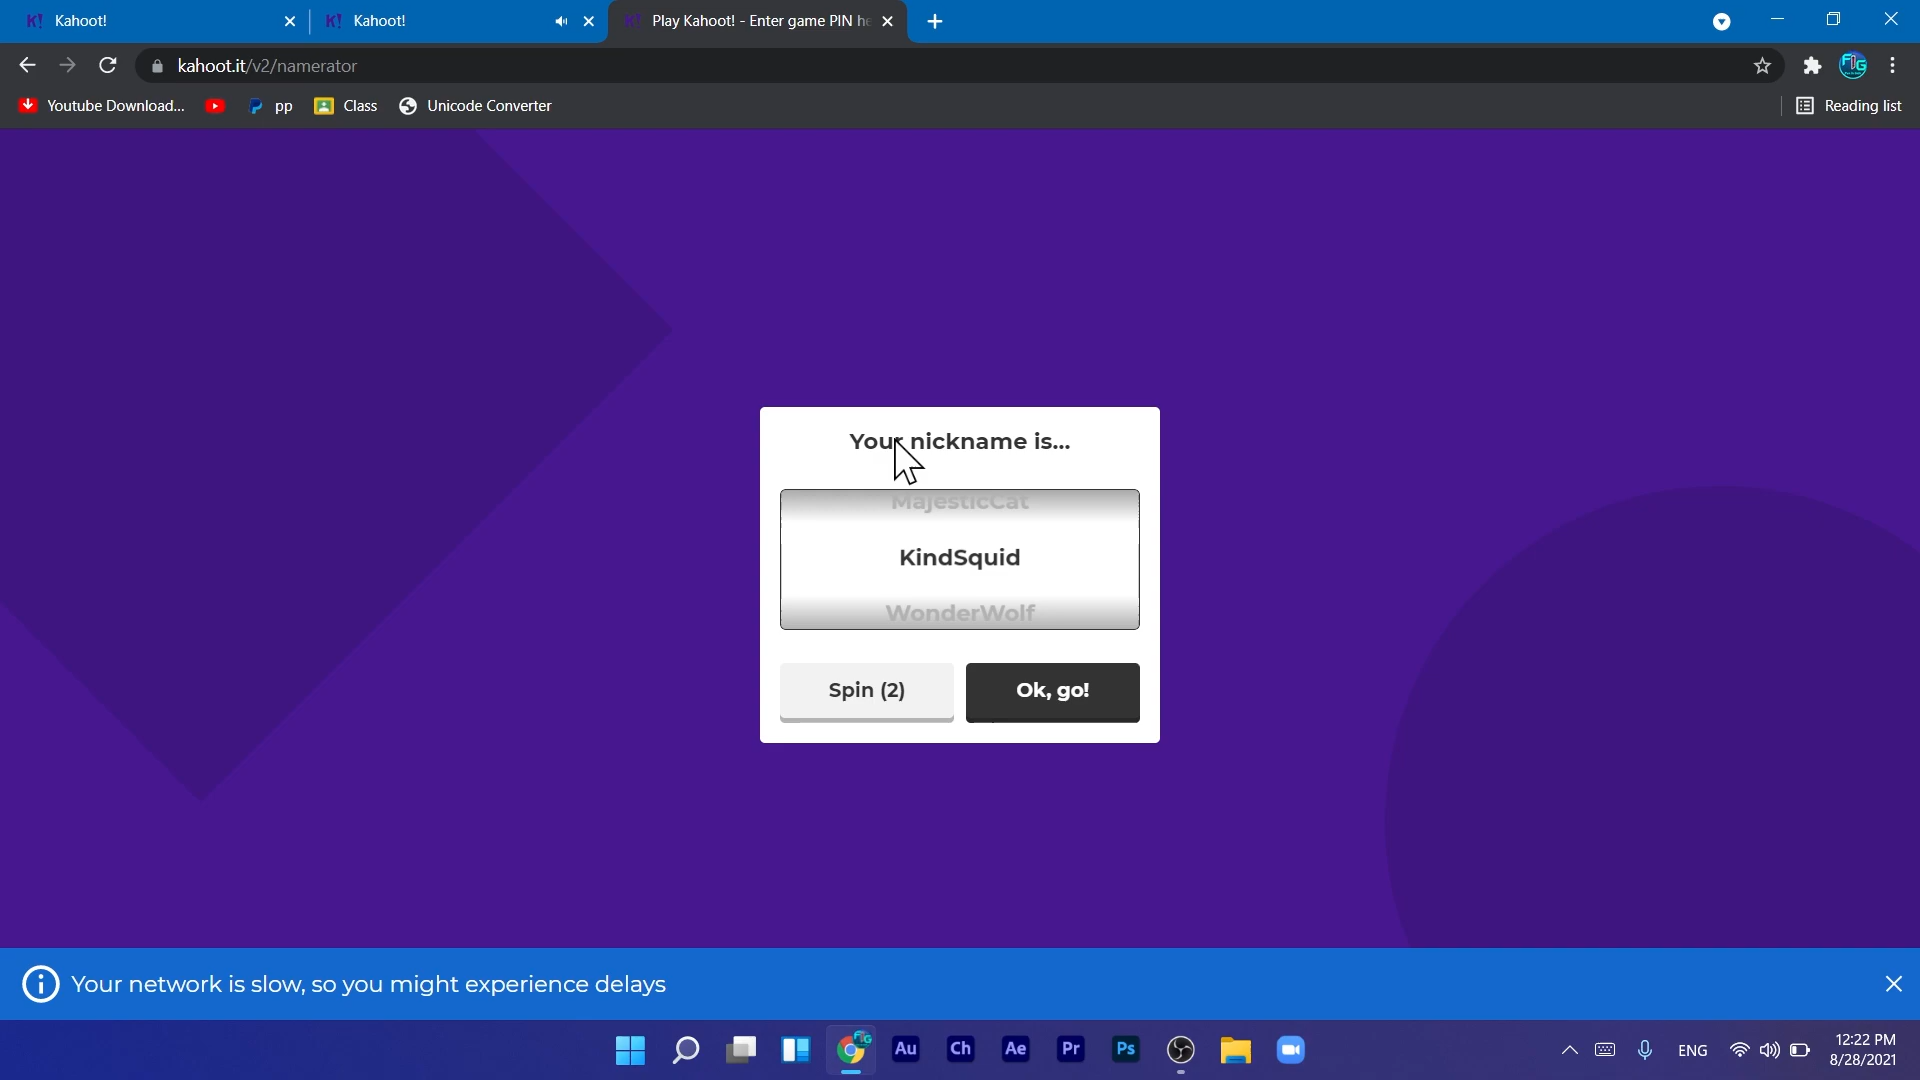 K! Kahoot!
K! Kahoot!
K! Play Kahoot! - Enter game PIN he
kahoot.it/v2/namerator
FIG
Youtube Download...
pp
Class
Unicode Converter
Reading list
Your nickname is...
MajesticCat
KindSquid
WonderWolf
Spin (2)
Ok, go!
Your network is slow, so you might experience delays
Au
Ch
Ae
Pr
Ps
ENG
12:22 PM
8/28/2021